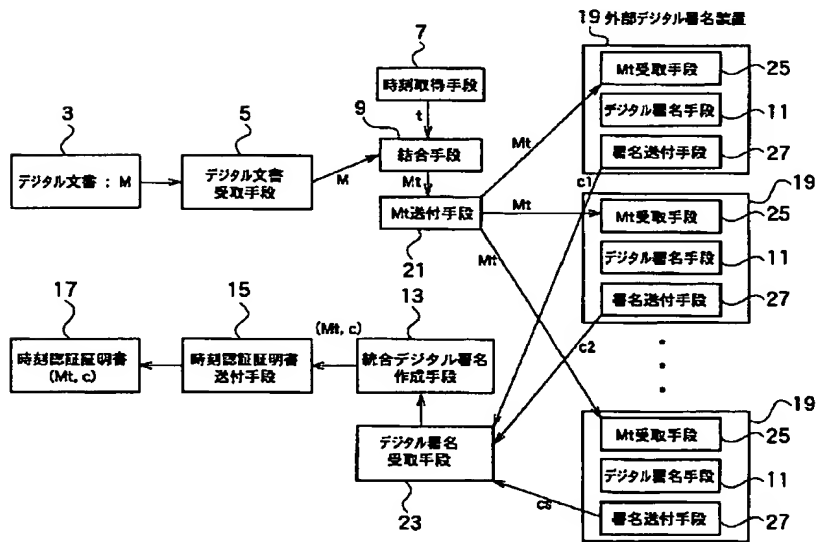 3
デジタル文書 : M
5
デジタル文書
受取手段
M
7
時刻取得手段
t
9
結合手段
Mt
Mt送付手段
21
Mt
Mt
Mt
19 外部デジタル署名装置
Mt受取手段
25
デジタル署名手段
11
署名送付手段
27
c1
19
Mt受取手段
25
デジタル署名手段
11
署名送付手段
27
c2
19
Mt受取手段
25
デジタル署名手段
11
署名送付手段
27
cs
デジタル署名
受取手段
23
13
統合デジタル署名
作成手段
(Mt, c)
15
時刻認証証明書
送付手段
17
時刻認証証明書
(Mt, c)